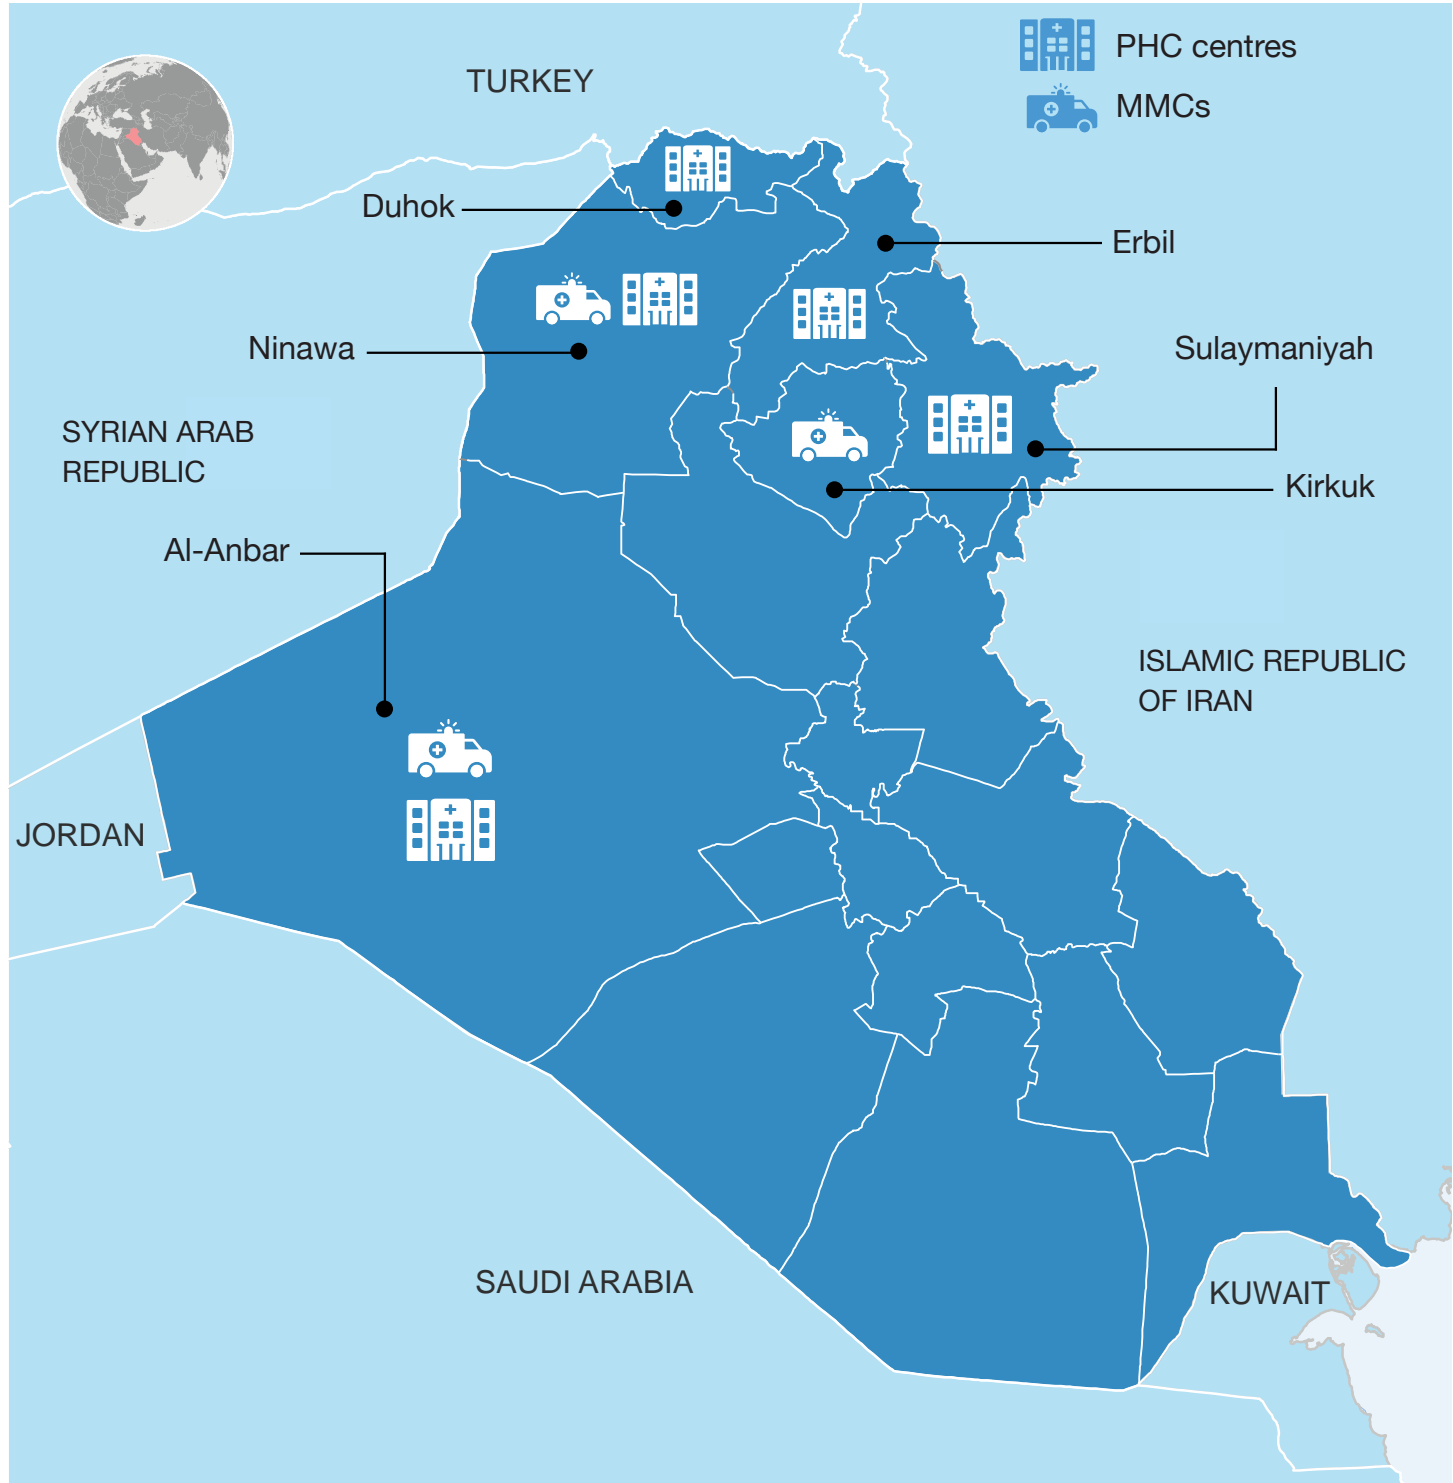 PHC centres
MMCs
TURKEY
Duhok
Erbil
Ninawa
Sulaymaniyah
SYRIAN ARAB
REPUBLIC
Kirkuk
Al-Anbar
ISLAMIC REPUBLIC
OF IRAN
JORDAN
SAUDI ARABIA
KUWAIT